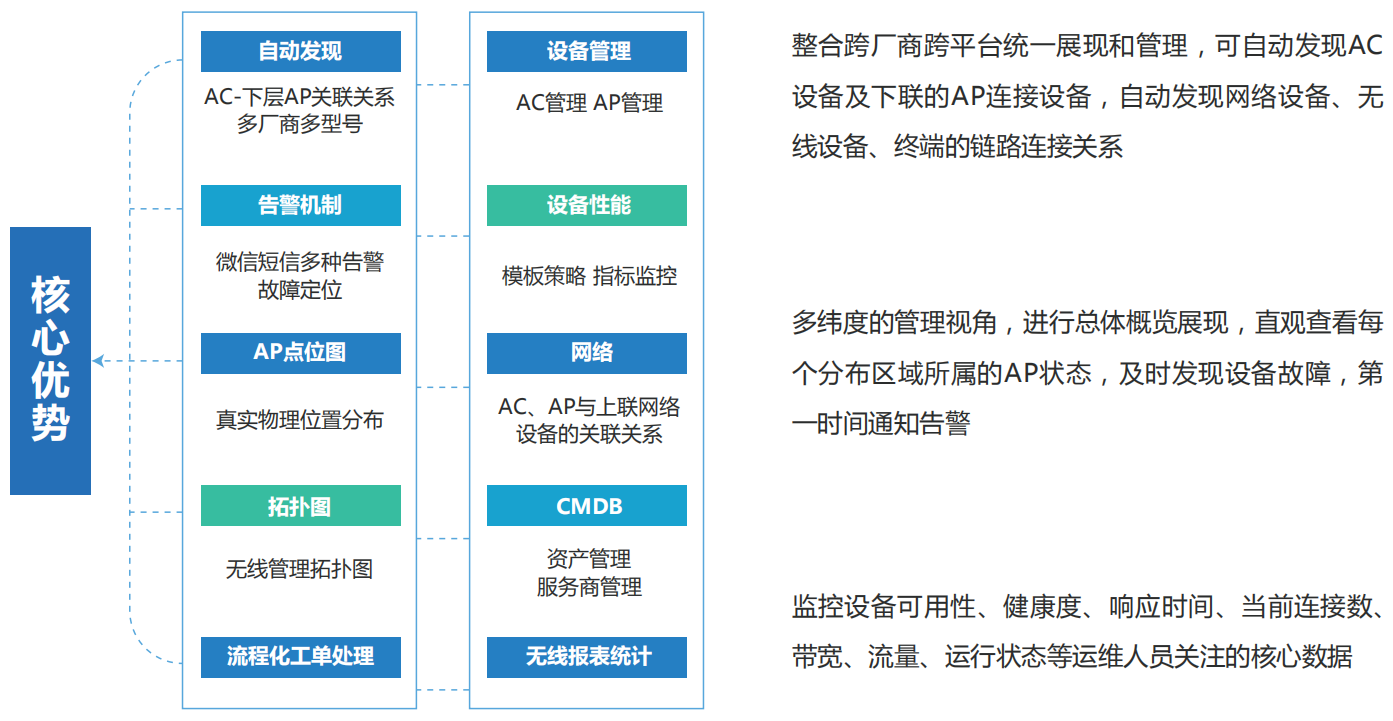 核心优势
自动发现
AC-下层AP关联关系
多厂商多型号
告警机制
微信短信多种告警
故障定位
AP点位图
真实物理位置分布
拓扑图
无线管理拓扑图
流程化工单处理
设备管理
AC管理 AP管理
设备性能
模板策略 指标监控
网络
AC、AP与上联网络
设备的关联关系
CMDB
资产管理
服务商管理
无线报表统计
整合跨厂商跨平台统一展现和管理，可自动发现AC
设备及下联的AP连接设备，自动发现网络设备、无
线设备、终端的链路连接关系
多纬度的管理视角，进行总体概览展现，直观查看每
个分布区域所属的AP状态，及时发现设备故障，第
一时间通知告警
监控设备可用性、健康度、响应时间、当前连接数、
带宽、流量、运行状态等运维人员关注的核心数据